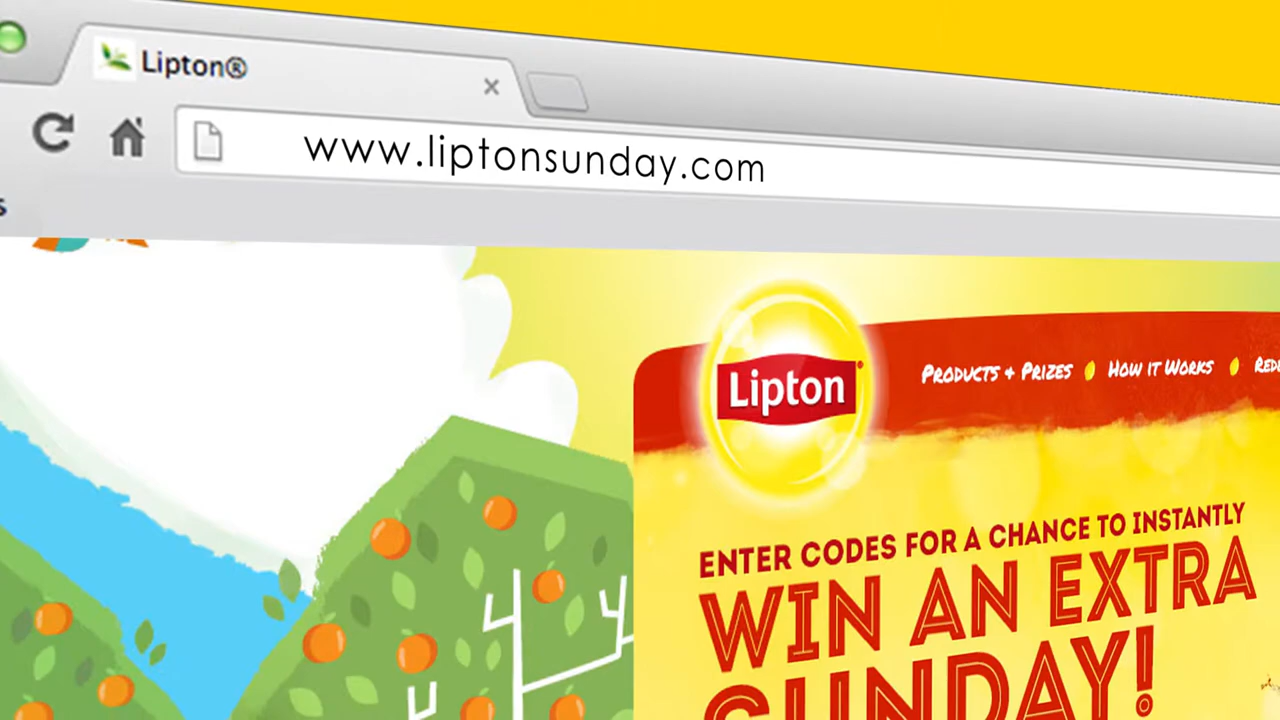 Lipton®
www.liptonsunday.com
Lipton®
Products + Prizes How it Works
ENTER CODES FOR A CHANCE TO INSTANTLY
WIN AN EXTRA
SUNDAY!